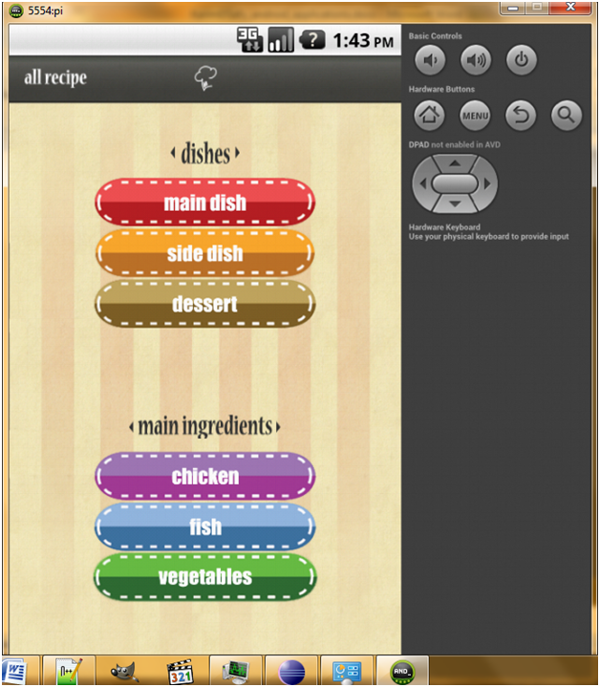 5554:pi
3G
?
1:43 PM
all recipe
dishes
main dish
side dish
dessert
main ingredients
chicken
fish
vegetables
Basic Controls
Hardware Buttons
MENU
DPAD not enabled in AVD
Hardware Keyboard
Use your physical keyboard to provide input
W
n++
321
AND_